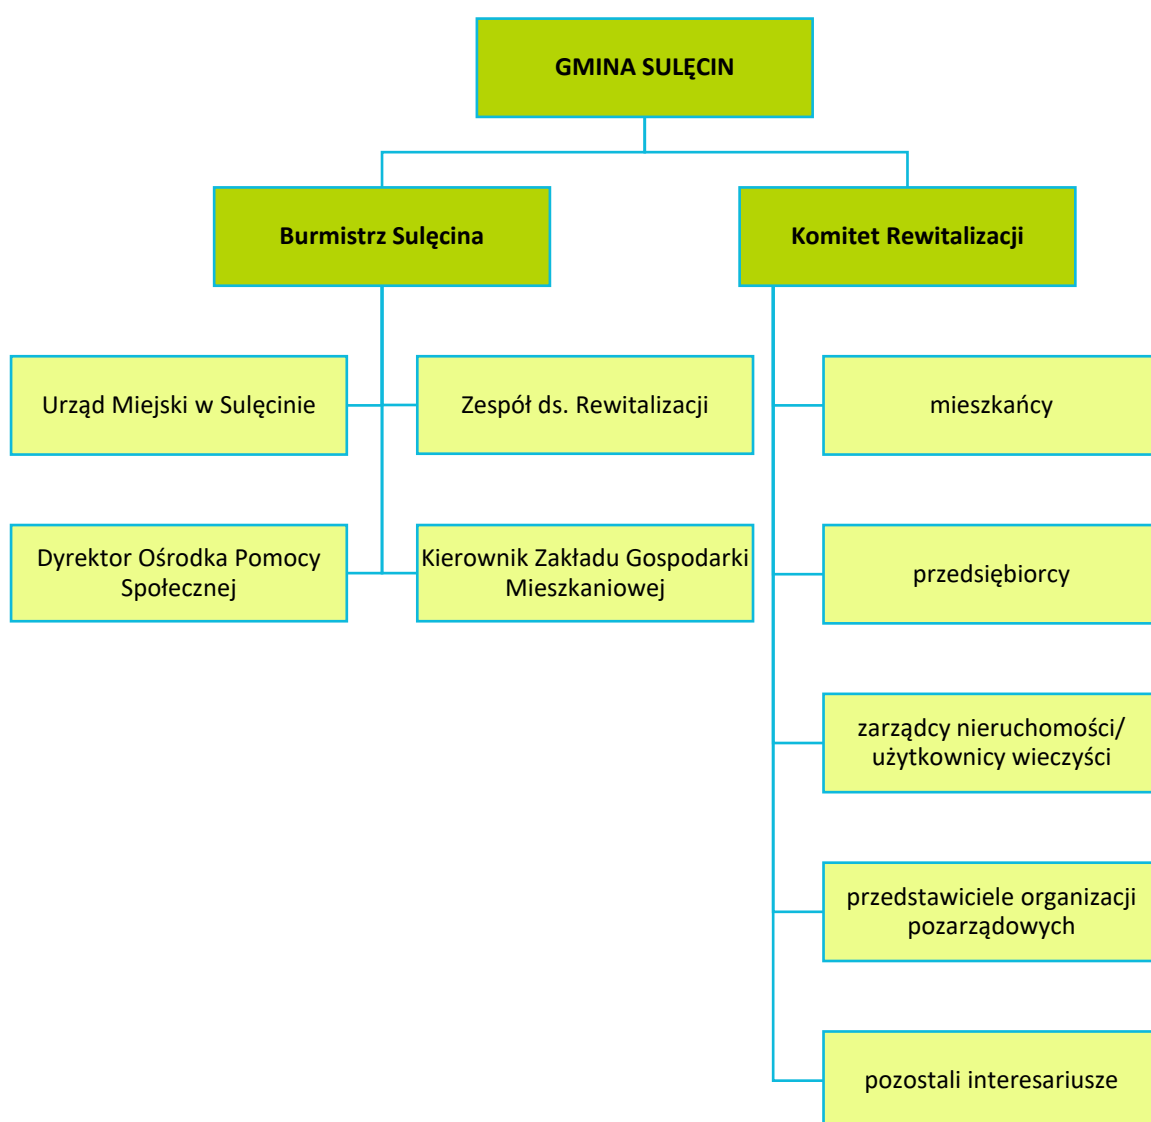 GMINA SULĘCIN
Burmistrz Sulęcina
Komitet Rewitalizacji
Urząd Miejski w Sulęcinie
Zespół ds. Rewitalizacji
mieszkańcy
Dyrektor Ośrodka Pomocy
Społecznej
Kierownik Zakładu Gospodarki
Mieszkaniowej
przedsiębiorcy
zarządcy nieruchomości/
użytkownicy wieczyści
przedstawiciele organizacji
pozarządowych
pozostali interesariusze